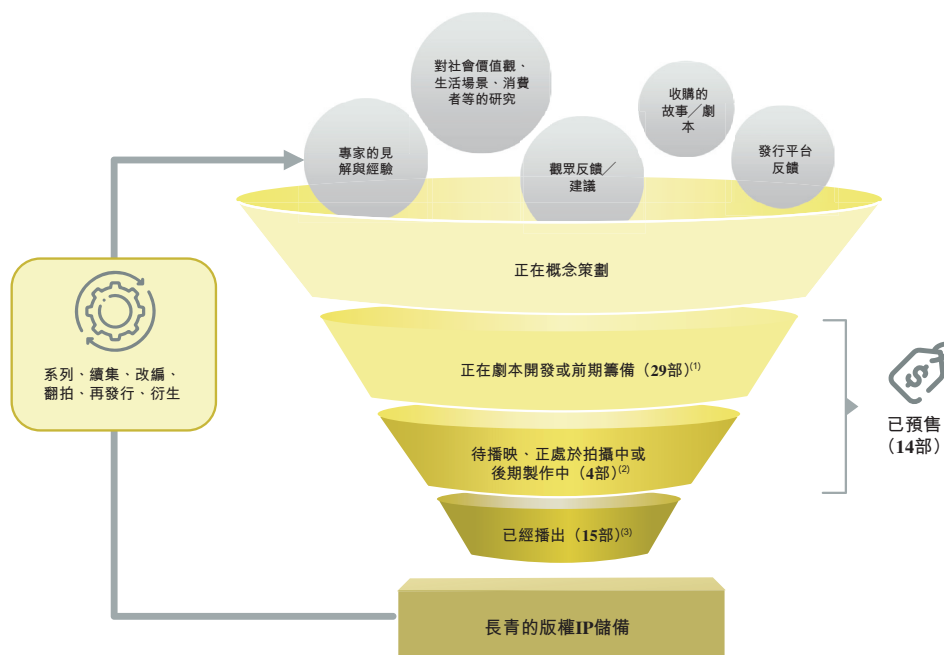 對社會價值觀、
生活場景、消費
者等的研究
收購的
故事／劇
本
專家的見
解與經驗
觀眾反饋／
建議
發行平台
反饋
正在概念策劃
系列、續集、改編、
翻拍、再發行、衍生
正在劇本開發或前期籌備（29部）(1)
$
已預售
（14部）
待播映、正處於拍攝中或
後期製作中（4部）(2)
已經播出（15部）(3)
長青的版權IP儲備